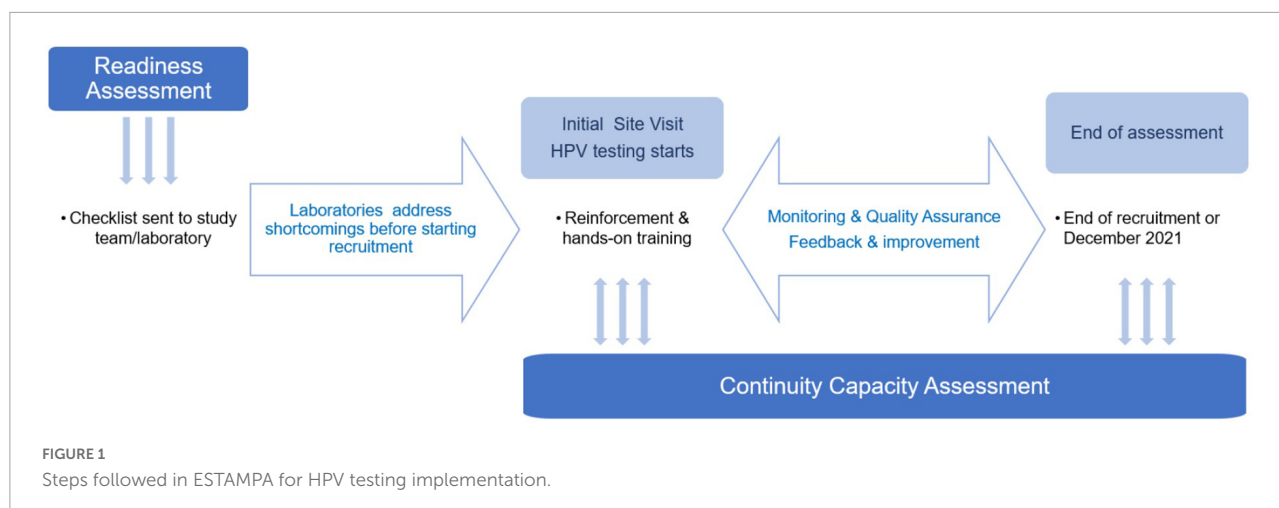 Readiness
Assessment
• Checklist sent to study
team/laboratory
Laboratories address
shortcomings before starting
recruitment
Initial Site Visit
HPV testing starts
• Reinforcement &
hands-on training
Monitoring & Quality Assurance
Feedback & improvement
End of assessment
• End of recruitment or
December 2021
Continuity Capacity Assessment
FIGURE 1
Steps followed in ESTAMPA for HPV testing implementation.